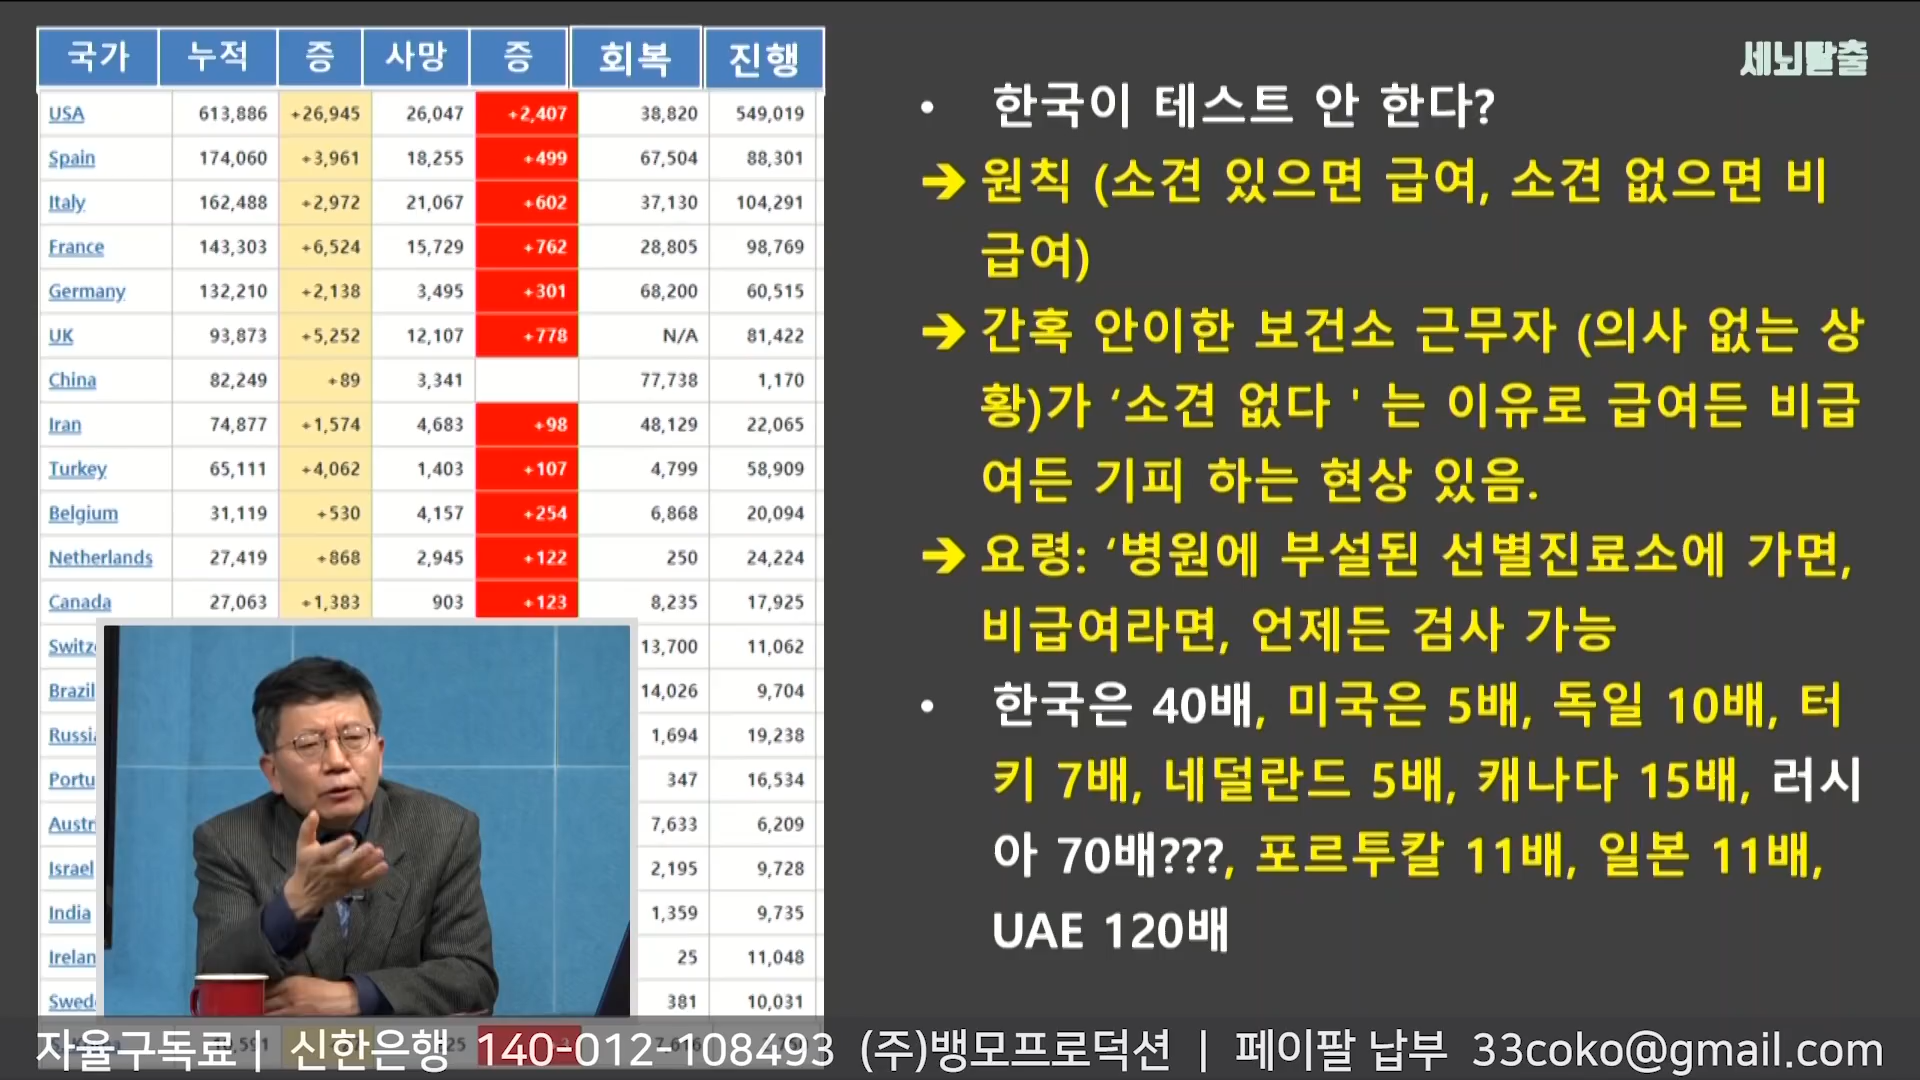 국가 누적 증 사망 증 회복 진행
USA 613,886 +26,945 26,047 +2,407 38,820 549,019
Spain 174,060 +3,961 18,255 +499 67,504 88,301
Italy 162,488 +2,972 21,067 +602 37,130 104,291
France 143,303 +6,524 15,729 +762 28,805 98,769
Germany 132,210 +2,138 3,495 +301 68,200 60,515
UK 93,873 +5,252 12,107 +778 N/A 81,422
China 82,249 +89 3,341 77,738 1,170
Iran 74,877 +1,574 4,683 +98 48,129 22,065
Turkey 65,111 +4,062 1,403 +107 4,799 58,909
Belgium 31,119 +530 4,157 +254 6,868 20,094
Netherlands 27,419 +868 2,945 +122 250 24,224
Canada 27,063 +1,383 903 +123 8,235 17,925
Switz 13,700 11,062
Brazil 14,026 9,704
Russia 1,694 19,238
Portu 347 16,534
Austr 7,633 6,209
Israel 2,195 9,728
India 1,359 9,735
Irelan 25 11,048
Swed 381 10,031
세뇌탈출
• 한국이 테스트 안 한다?
➔ 원칙 (소견 있으면 급여, 소견 없으면 비
급여)
➔ 간혹 안이한 보건소 근무자 (의사 없는 상
황)가 ‘소견 없다 ' 는 이유로 급여든 비급
여든 기피 하는 현상 있음.
➔ 요령: ‘병원에 부설된 선별진료소에 가면,
비급여라면, 언제든 검사 가능
• 한국은 40배, 미국은 5배, 독일 10배, 터
키 7배, 네덜란드 5배, 캐나다 15배, 러시
아 70배???, 포르투칼 11배, 일본 11배,
UAE 120배
자율구독료 | 신한은행 140-012-108493 (주)뱅모프로덕션 | 페이팔 납부 33coko@gmail.com